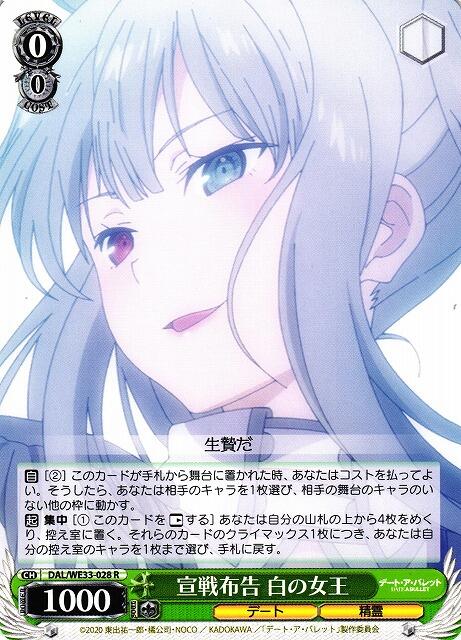 LEVEL
0
0
COST
生贄だ
自 [②] このカードが手札から舞台に置かれた時、あなたはコストを払ってよ
い。そうしたら、あなたは相手のキャラを1枚選び、相手の舞台のキャラのいな
い他の枠に動かす。
起 集中 [① このカードを する] あなたは自分の山札の上から4枚をめく
り、控え室に置く。それらのカードのクライマックス1枚につき、あなたは自
分の控え室のキャラを1枚まで選び、手札に戻す。
CH DAL/WE33-028 R
1000
宣戦布告 白の女王
デート・ア・バレット
DATE A BULLET
デート
精霊
©2020 東出祐一郎・橘公司・NOCO / KADOKAWA /「デート・ア・バレット」製作委員会